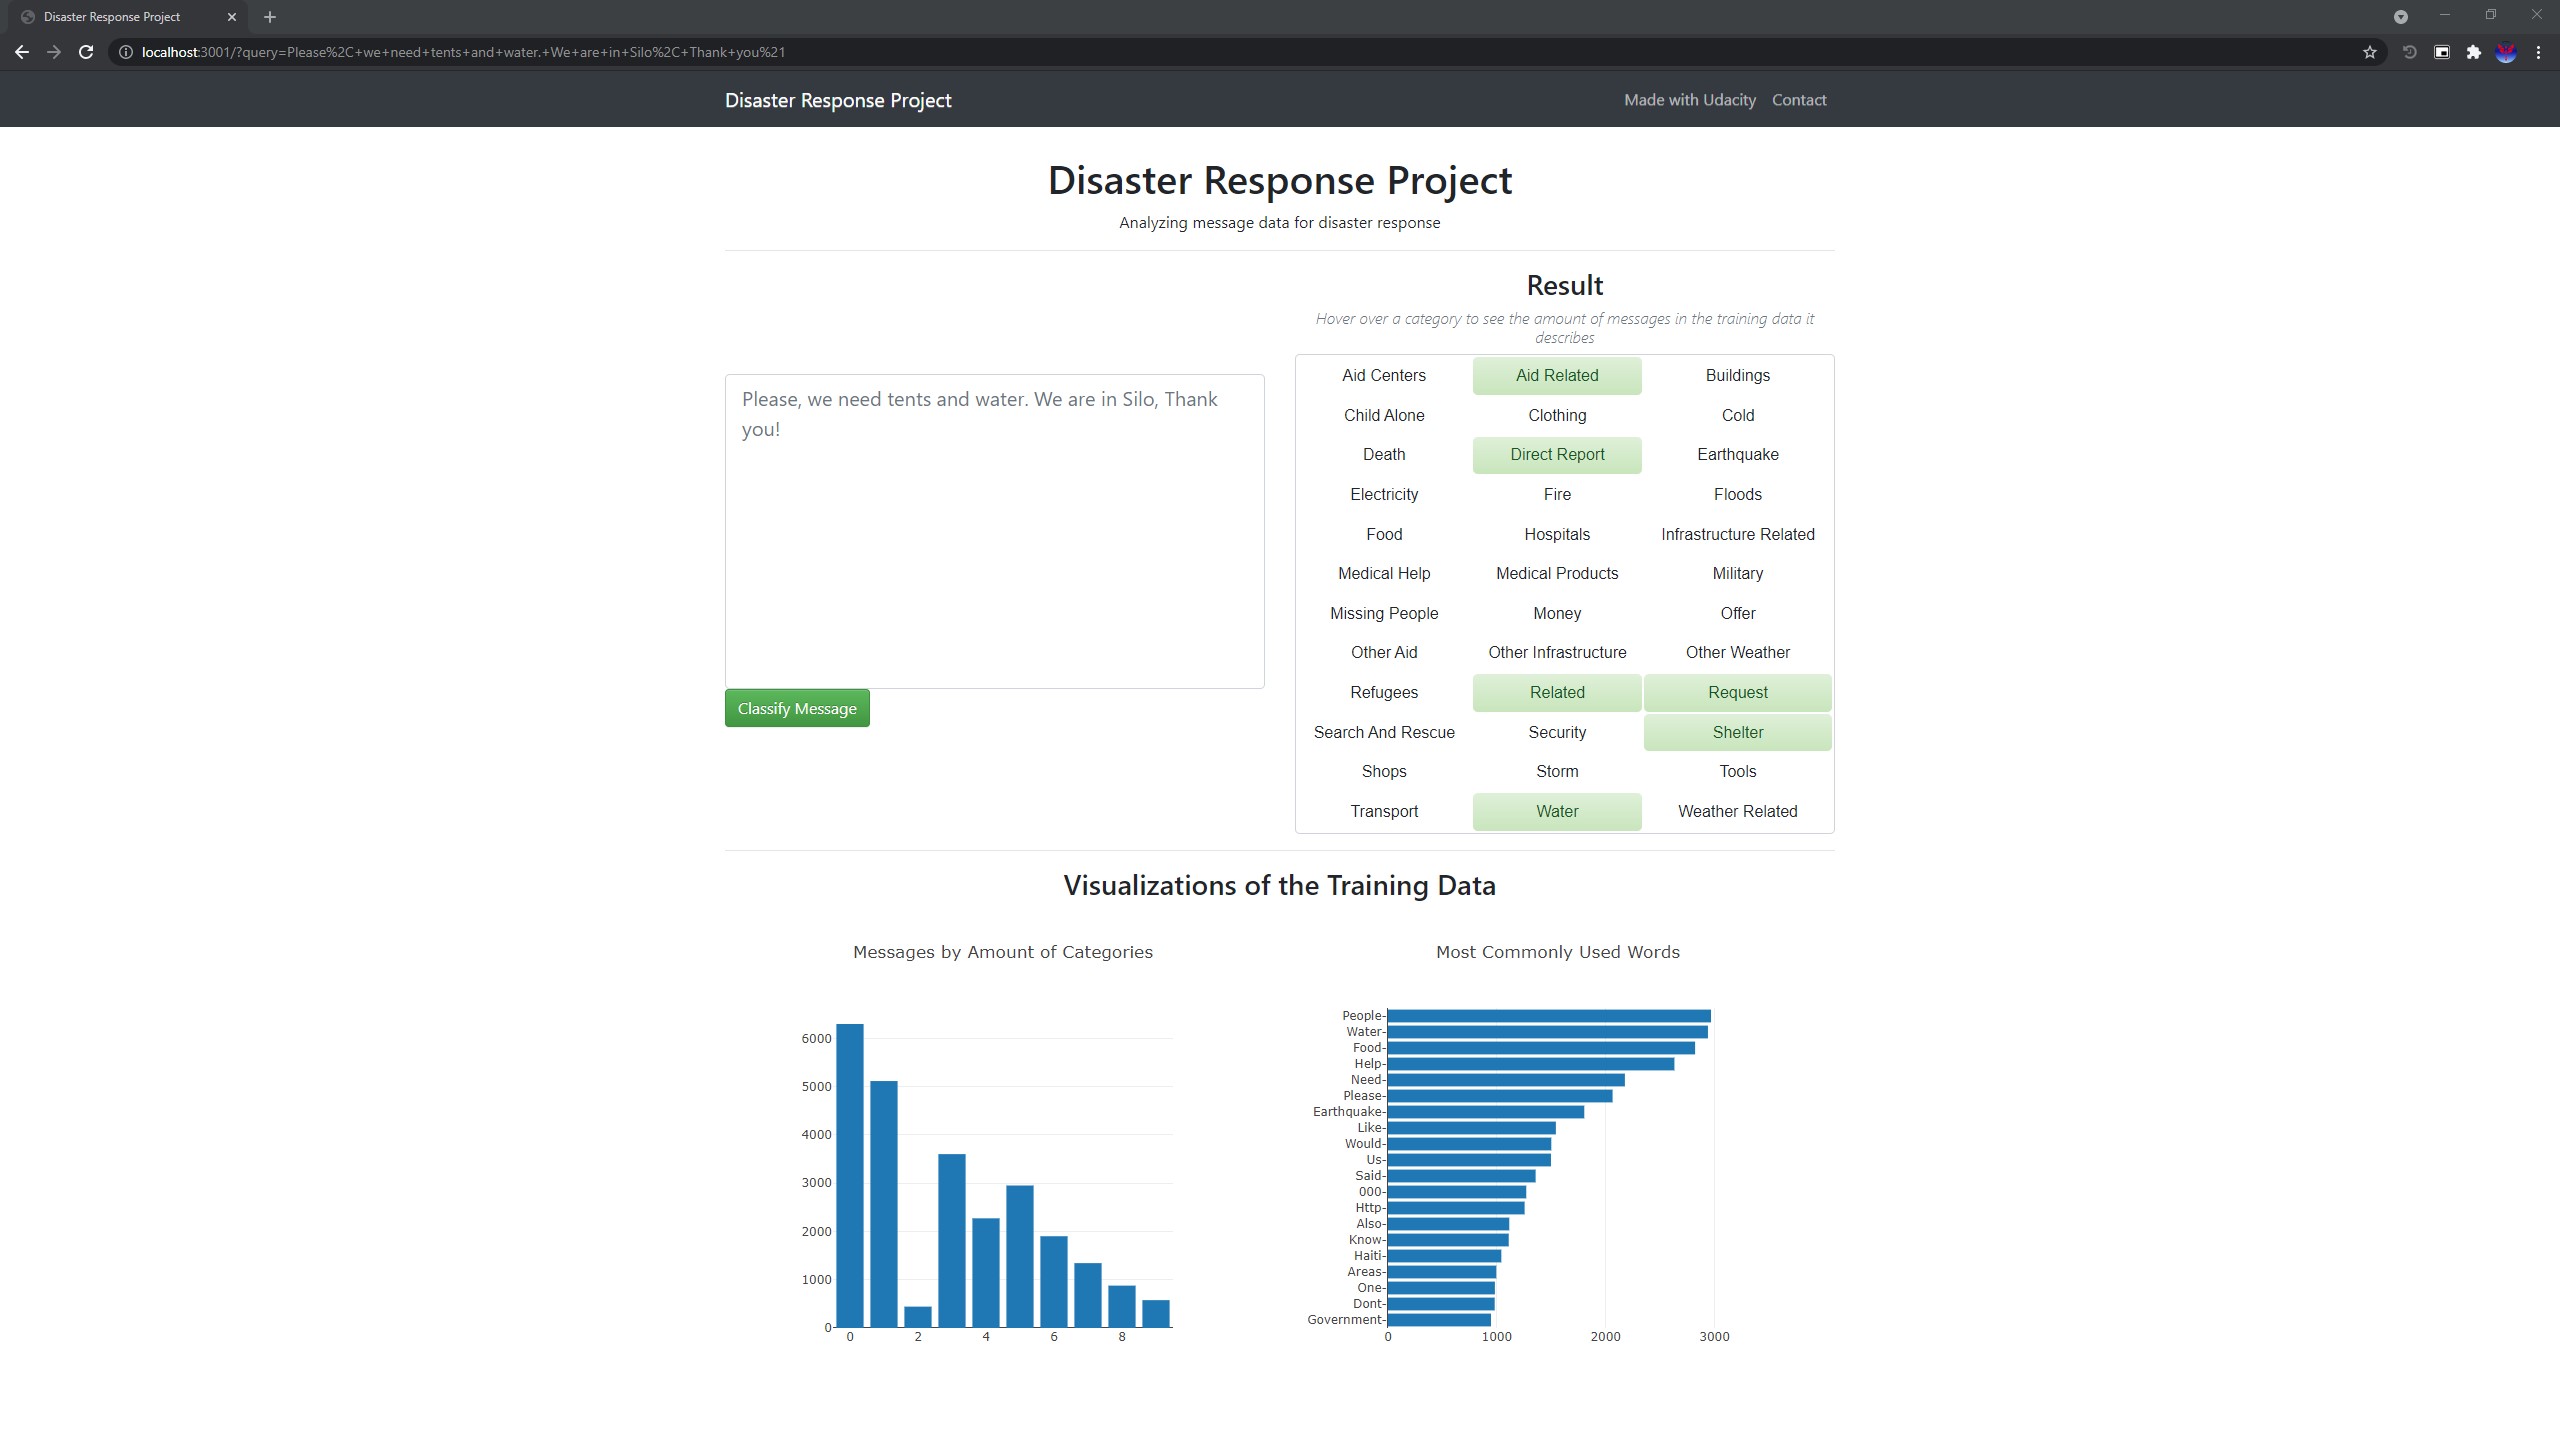 Disaster Response Project
localhost:3001/?query=Please%2C+we+need+tents+and+water.+We+are+in+Silo%2C+Thank+you%21
Disaster Response Project
Made with Udacity Contact
Disaster Response Project
Analyzing message data for disaster response
Result
Hover over a category to see the amount of messages in the training data it
describes
Please, we need tents and water. We are in Silo, Thank
you!
Classify Message
Aid Centers Aid Related Buildings
Child Alone Clothing Cold
Death Direct Report Earthquake
Electricity Fire Floods
Food Hospitals Infrastructure Related
Medical Help Medical Products Military
Missing People Money Offer
Other Aid Other Infrastructure Other Weather
Refugees Related Request
Search And Rescue Security Shelter
Shops Storm Tools
Transport Water Weather Related
Visualizations of the Training Data
Messages by Amount of Categories
6000
5000
4000
3000
2000
1000
0
0 2 4 6 8
Most Commonly Used Words
People
Water
Food
Help
Need
Please
Earthquake
Like
Would
Us
Said
000
Http
Also
Know
Haiti
Areas
One
Dont
Government
0 1000 2000 3000